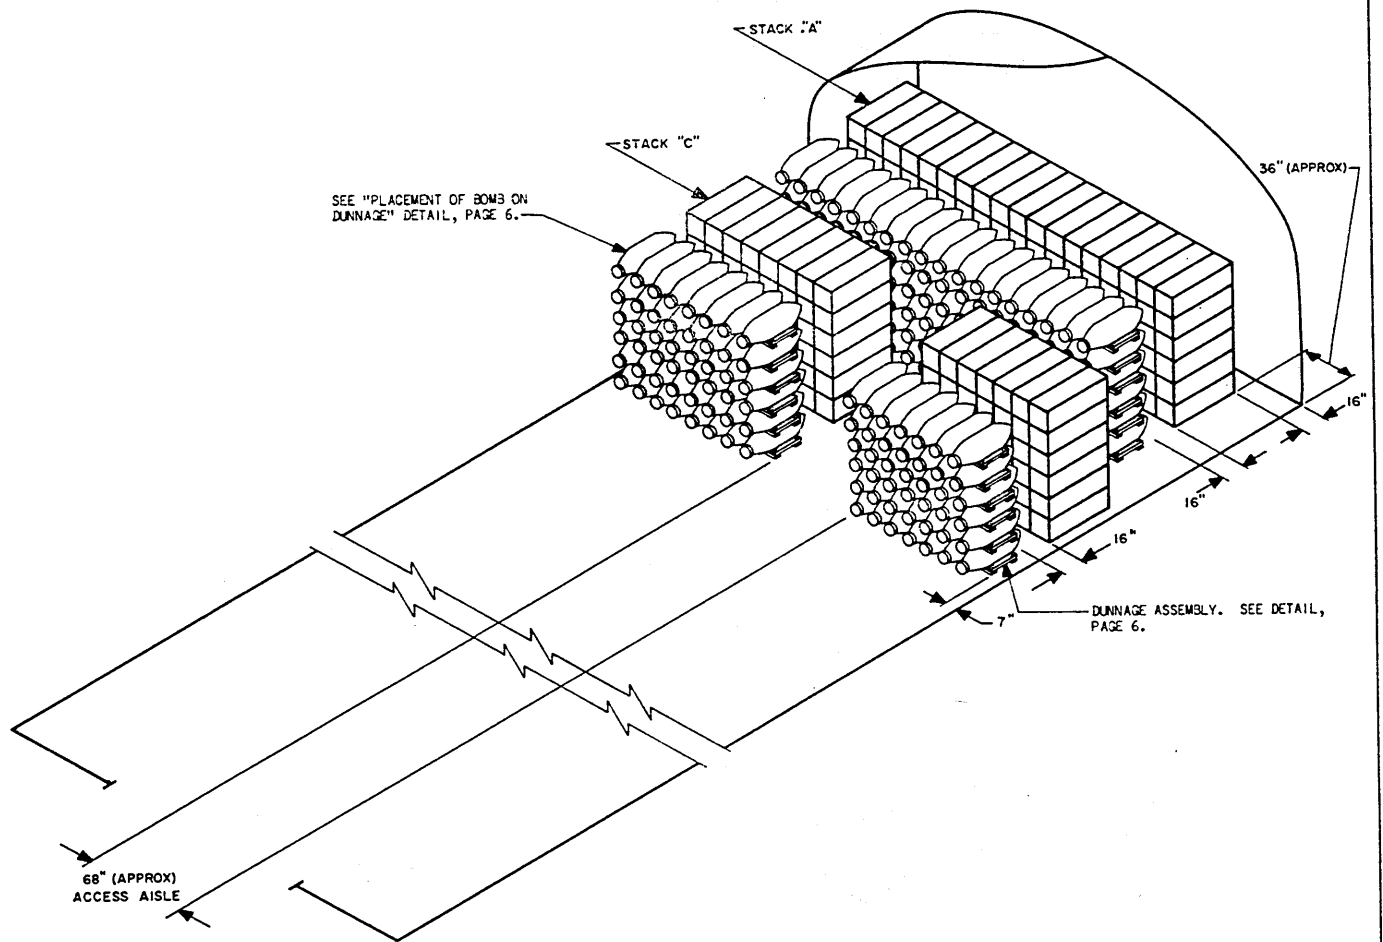 STACK "A"
STACK "C"
SEE "PLACEMENT OF BOMB ON
DUNNAGE" DETAIL, PAGE 6.
36" (APPROX)
16"
16"
16"
7"
DUNNAGE ASSEMBLY. SEE DETAIL,
PAGE 6.
68" (APPROX)
ACCESS AISLE